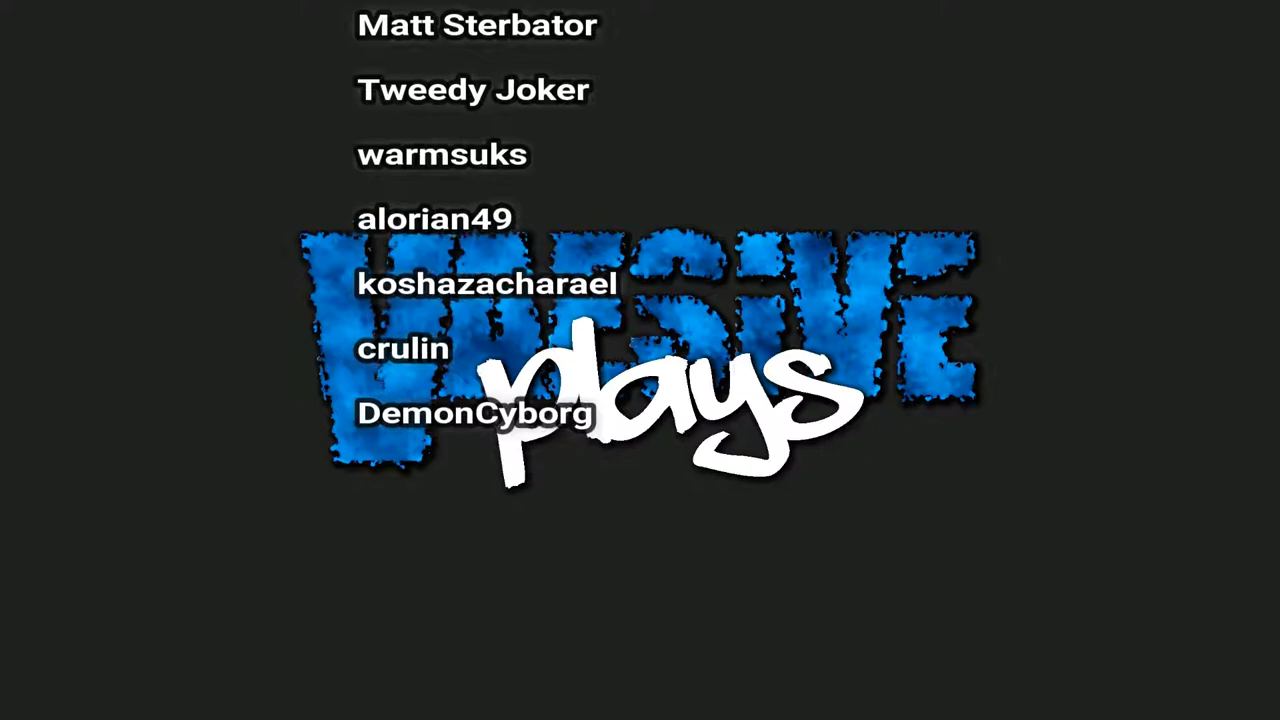 Matt Sterbator
Tweedy Joker
warmsuks
alorian49
koshazacharael
crulin
DemonCyborg
plays